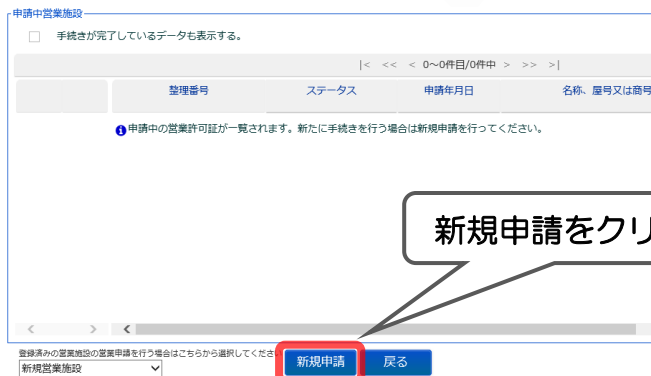 申請中営業施設
手続きが完了しているデータも表示する。
|< << < 0～0件目/0件中 > >> >|
整理番号 ステータス 申請年月日 名称、屋号又は商号
申請中の営業許可証が一覧されます。新たに手続きを行う場合は新規申請を行ってください。
新規申請をクリ
登録済みの営業施設の営業申請を行う場合はこちらから選択してくださ
新規営業施設
新規申請 戻る